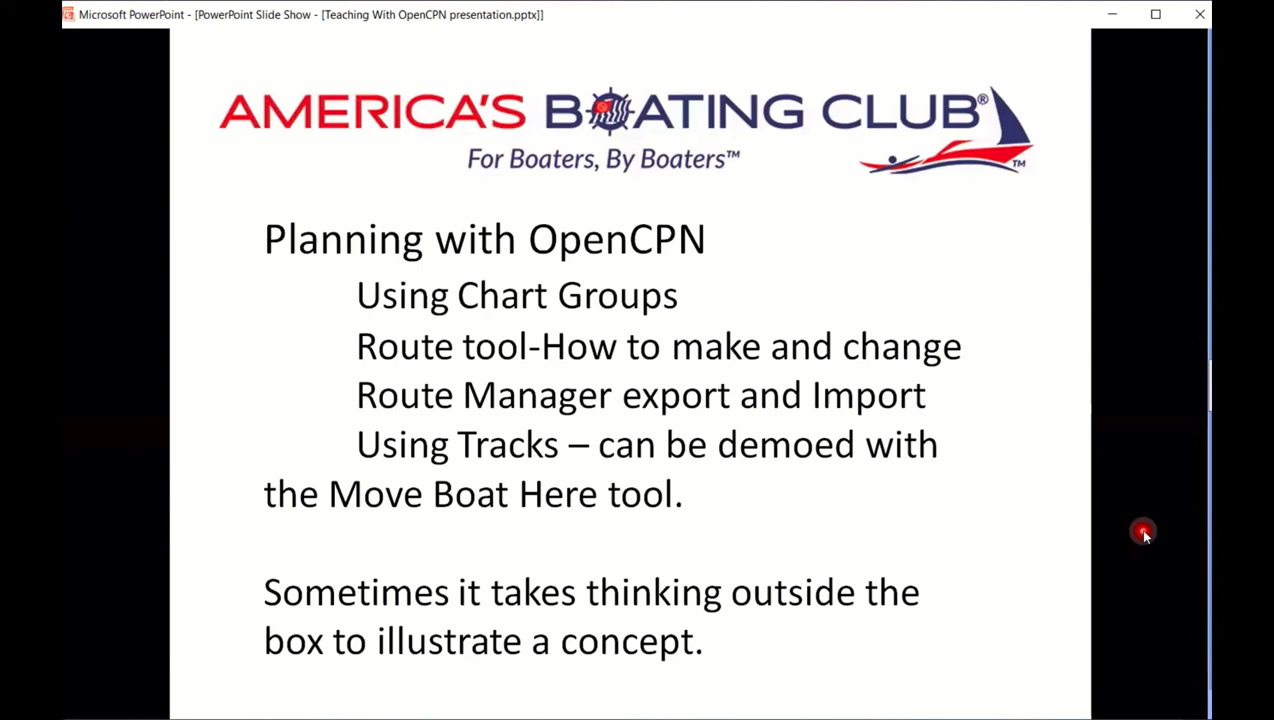 Microsoft PowerPoint - [PowerPoint Slide Show - [Teaching With OpenCPN presentation.pptx]]
AMERICA'S BOATING CLUB®
For Boaters, By Boaters™
TM
Planning with OpenCPN
Using Chart Groups
Route tool-How to make and change
Route Manager export and Import
Using Tracks – can be demoed with
the Move Boat Here tool.
Sometimes it takes thinking outside the
box to illustrate a concept.